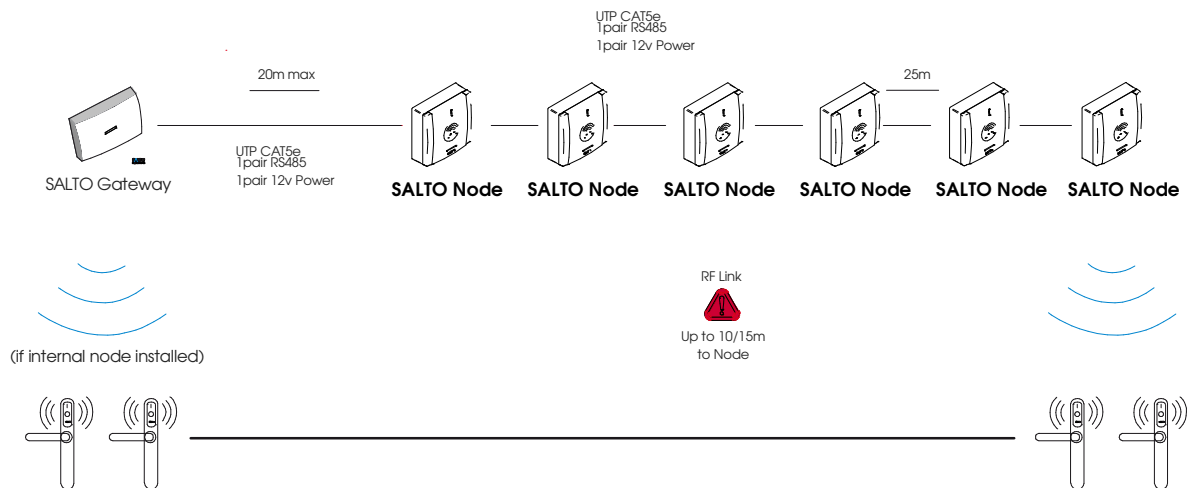 UTP CAT5e
1pair RS485
1pair 12v Power
20m max
25m
UTP CAT5e
1pair RS485
1pair 12v Power
SALTO Gateway
SALTO Node
SALTO Node
SALTO Node
SALTO Node
SALTO Node
SALTO Node
RF Link
Up to 10/15m
to Node
(if internal node installed)